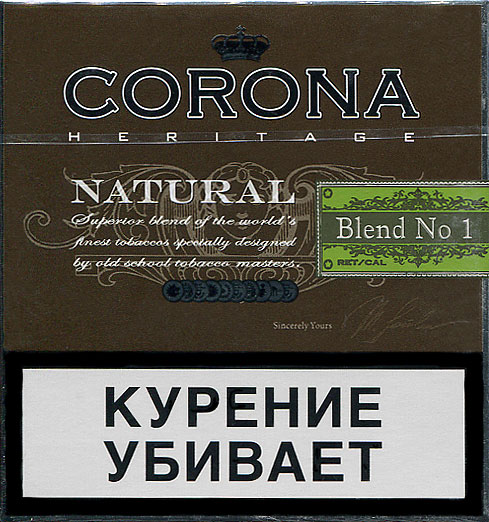 CORONA
HERITAGE
NATURAL
Superior blend of the world's
finest tobaccos specially designed
by old school tobacco masters.
Blend No 1
RET/CAL
Sincerely Yours
КУРЕНИЕ
УБИВАЕТ